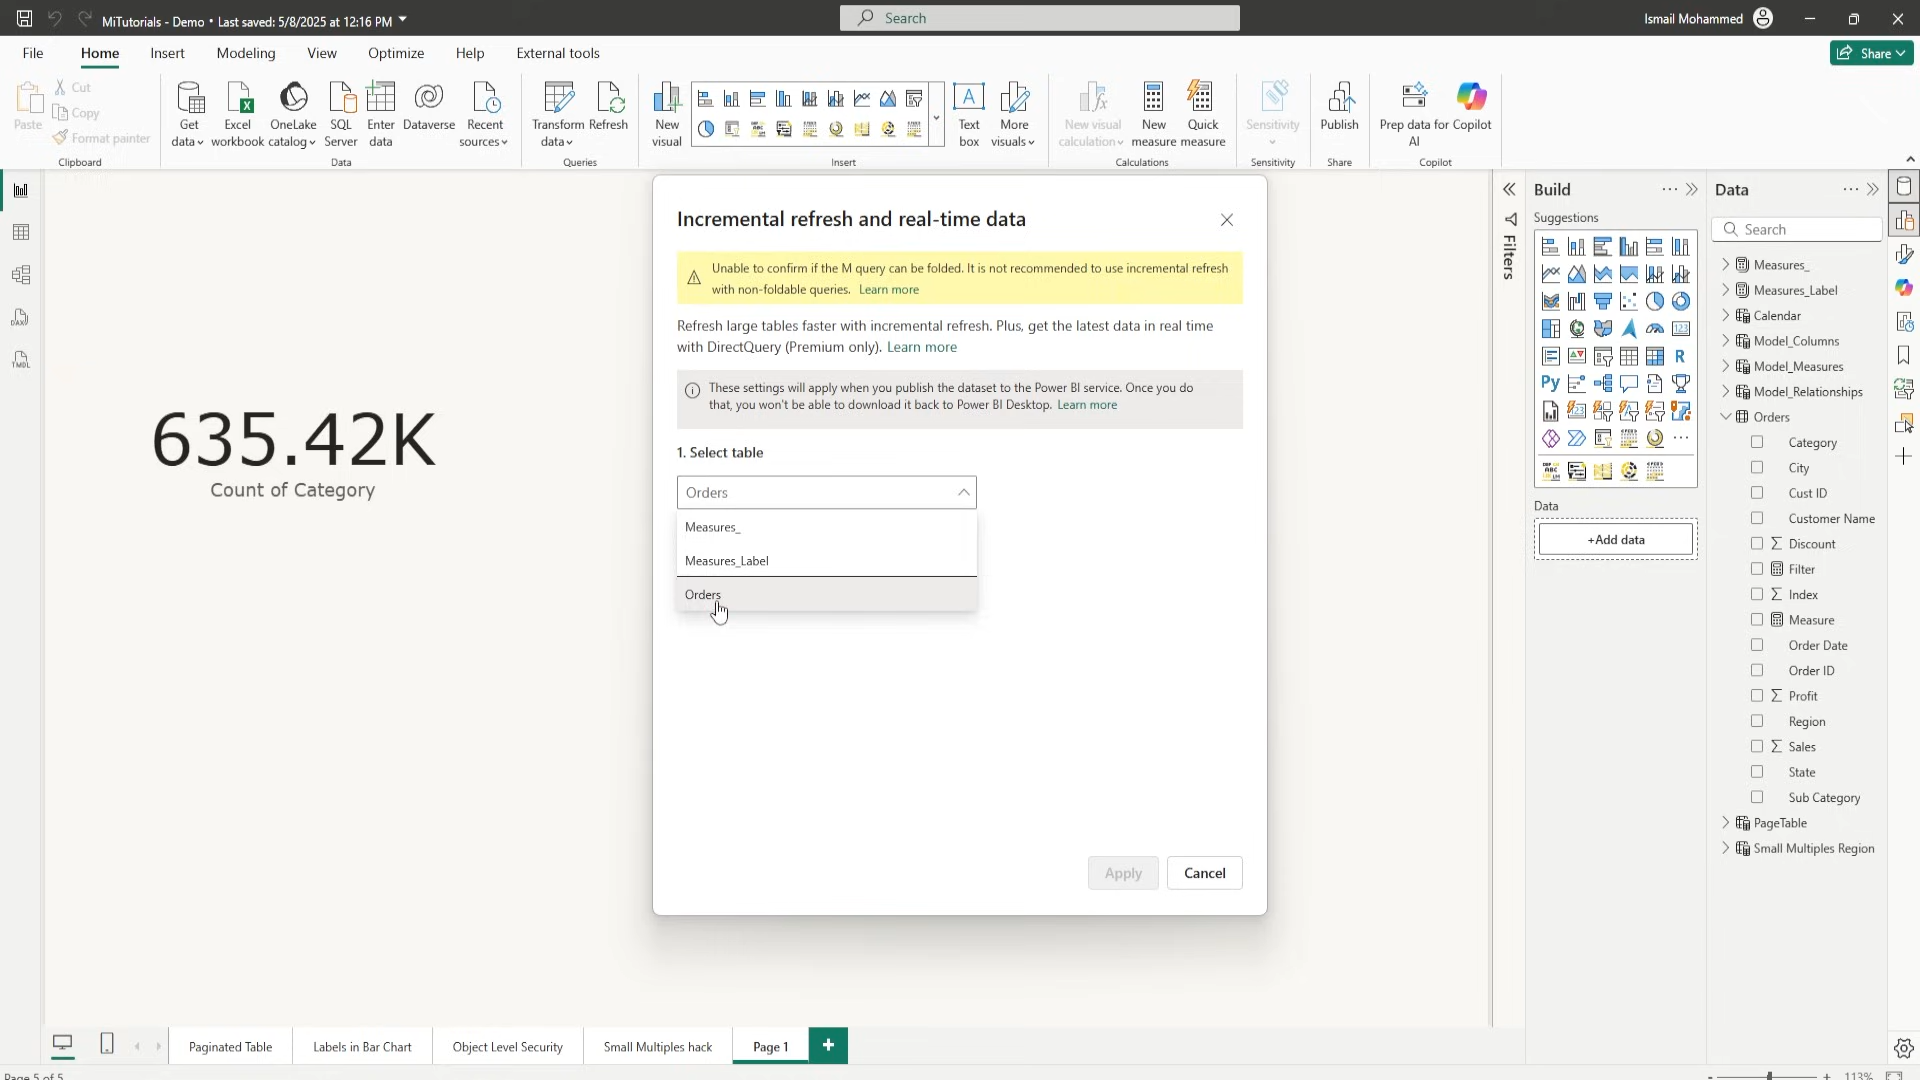 MiTutorials - Demo • Last saved: 5/8/2025 at 12:16 PM
Search
Ismail Mohammed
File
Home
Insert
Modeling
View
Optimize
Help
External tools
Share
Paste
Cut
Copy
Format painter
Clipboard
Get data
Excel workbook
OneLake catalog
SQL Server
Enter data
Dataverse
Recent sources
Data
Transform data
Refresh
Queries
New visual
Text box
More visuals
Insert
New visual calculation
New measure
Quick measure
Calculations
Sensitivity
Sensitivity
Publish
Share
Prep data for AI
Copilot
Copilot
635.42K
Count of Category
Incremental refresh and real-time data
Unable to confirm if the M query can be folded. It is not recommended to use incremental refresh
with non-foldable queries. Learn more
Refresh large tables faster with incremental refresh. Plus, get the latest data in real time
with DirectQuery (Premium only). Learn more
These settings will apply when you publish the dataset to the Power BI service. Once you do
that, you won't be able to download it back to Power BI Desktop. Learn more
1. Select table
Orders
Measures_
Measures_Label
Orders
Apply
Cancel
Filters
Build
Suggestions
Data
+Add data
Data
Search
Measures_
Measures_Label
Calendar
Model_Columns
Model_Measures
Model_Relationships
Orders
Category
City
Cust ID
Customer Name
Discount
Filter
Index
Measure
Order Date
Order ID
Profit
Region
Sales
State
Sub Category
PageTable
Small Multiples Region
DAX
TMDL
Paginated Table
Labels in Bar Chart
Object Level Security
Small Multiples hack
Page 1
Page 5 of 5
113%